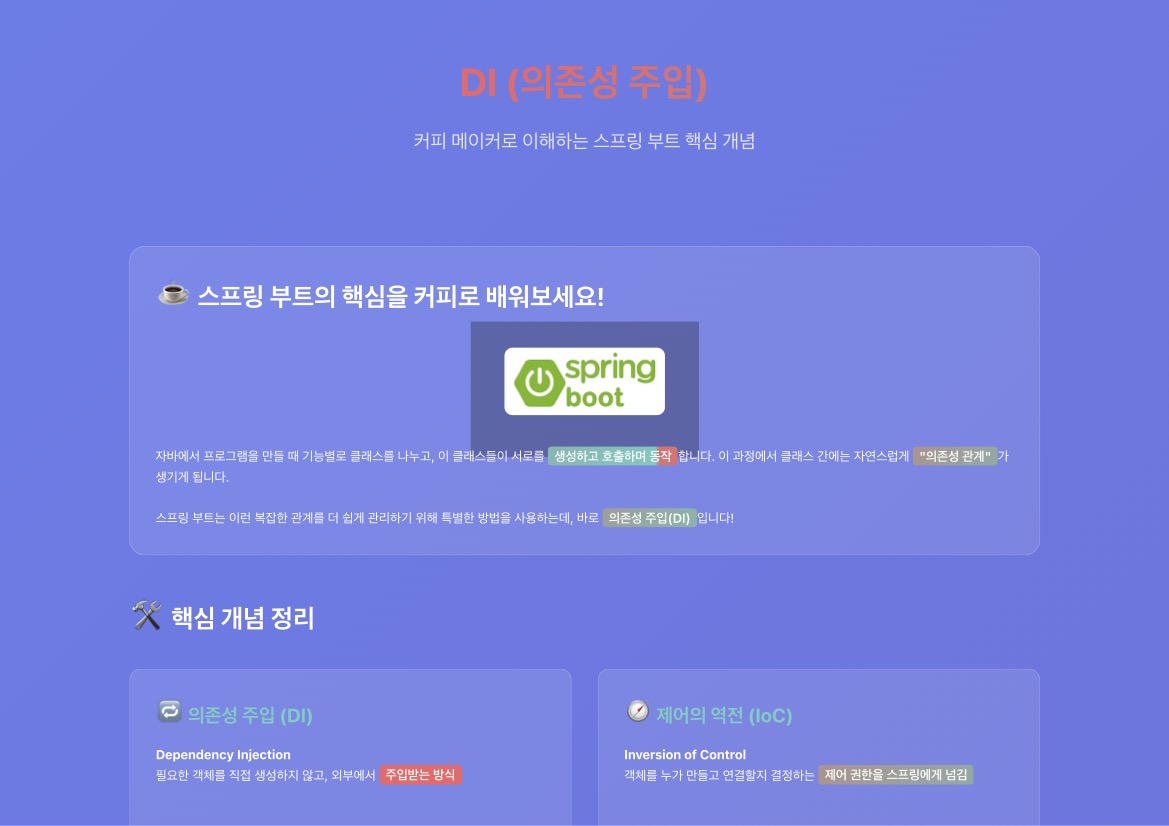 DI (의존성 주입)
커피 메이커로 이해하는 스프링 부트 핵심 개념
스프링 부트의 핵심을 커피로 배워보세요!
spring
boot
자바에서 프로그램을 만들 때 기능별로 클래스를 나누고, 이 클래스들이 서로를 생성하고 호출하며 동작 합니다. 이 과정에서 클래스 간에는 자연스럽게 "의존성 관계" 가
생기게 됩니다.
스프링 부트는 이런 복잡한 관계를 더 쉽게 관리하기 위해 특별한 방법을 사용하는데, 바로 의존성 주입(DI) 입니다!
핵심 개념 정리
의존성 주입 (DI)
Dependency Injection
필요한 객체를 직접 생성하지 않고, 외부에서 주입받는 방식
제어의 역전 (IoC)
Inversion of Control
객체를 누가 만들고 연결할지 결정하는 제어 권한을 스프링에게 넘김